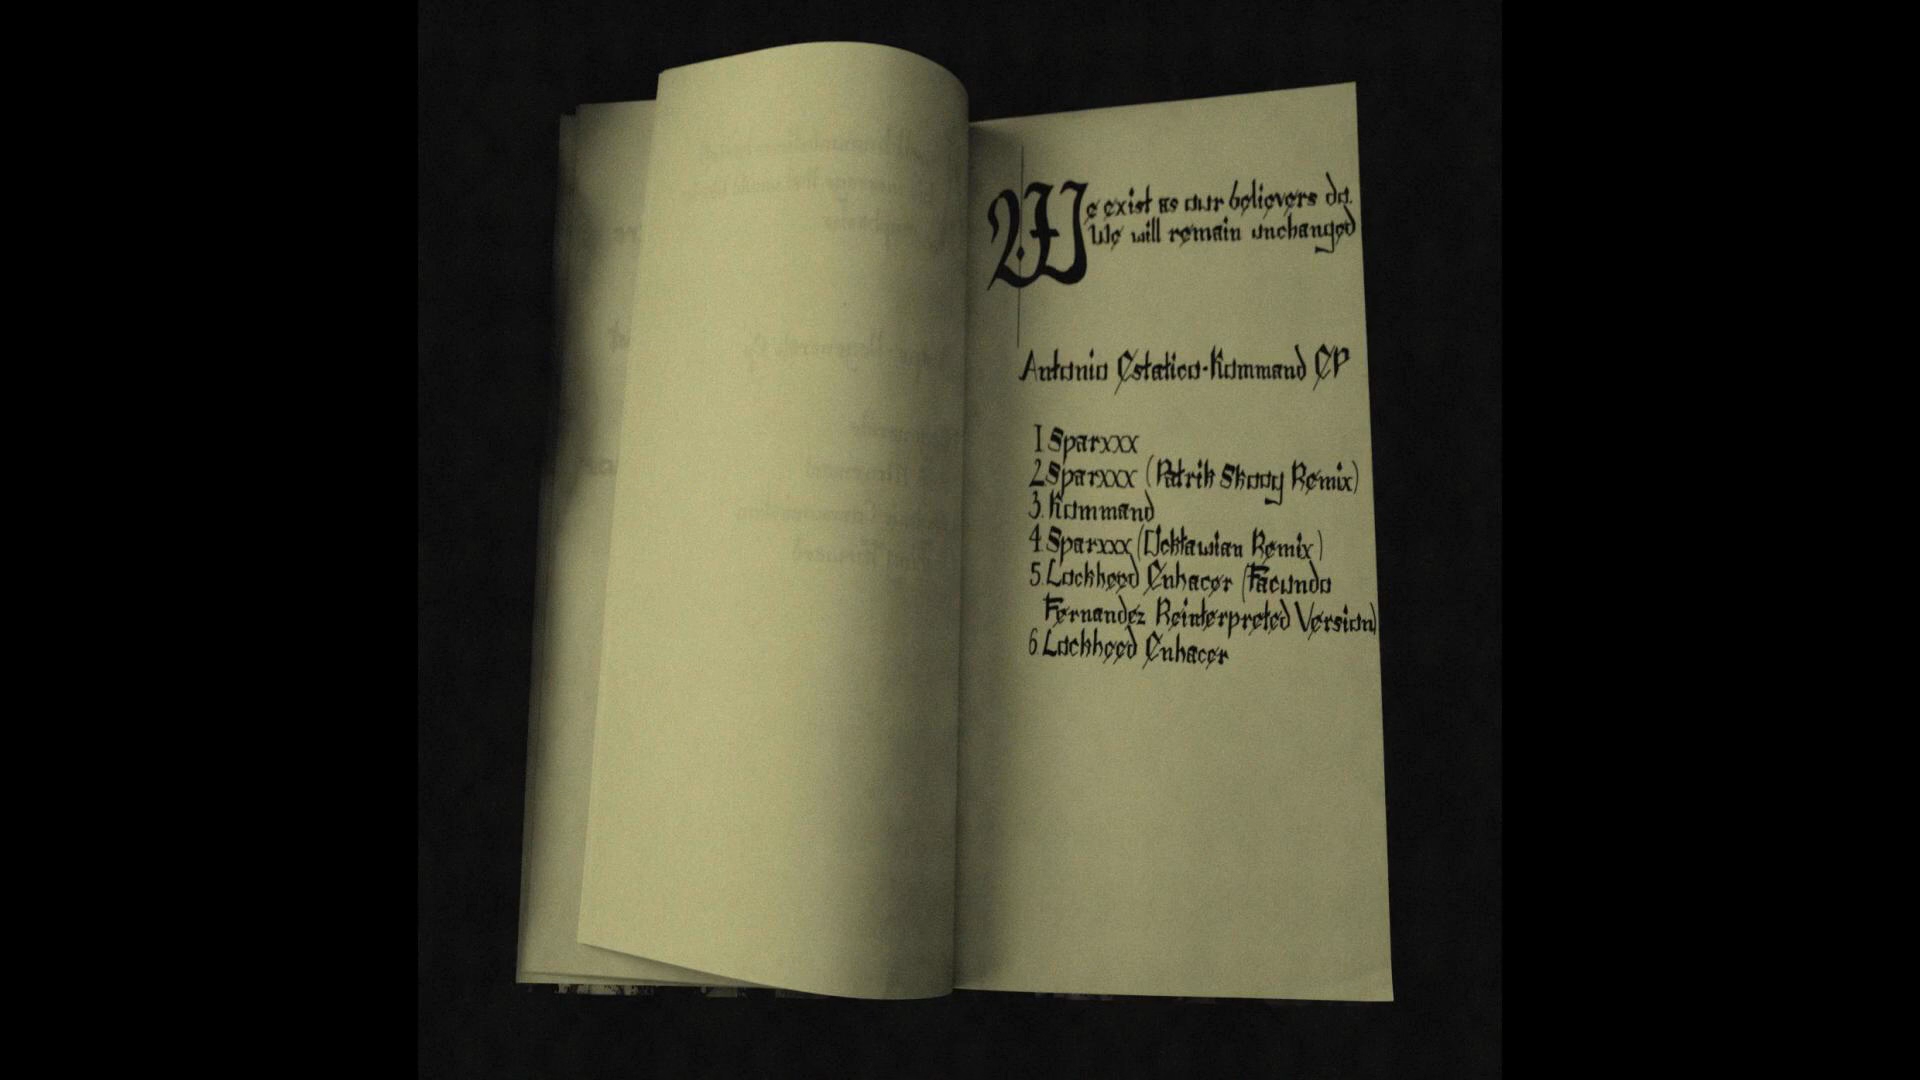 We exist as our believers do.
We will remain unchanged
Antonio Estatico-Kommand EP
1 Sparxxx
2 Sparxxx (Patrik Skoog Remix)
3. Kommand
4 Sparxxx (Ocktawian Remix)
5. Lockheed Enhacer (Facundo
Fernandez Reinterpreted Version)
6 Lockheed Enhacer